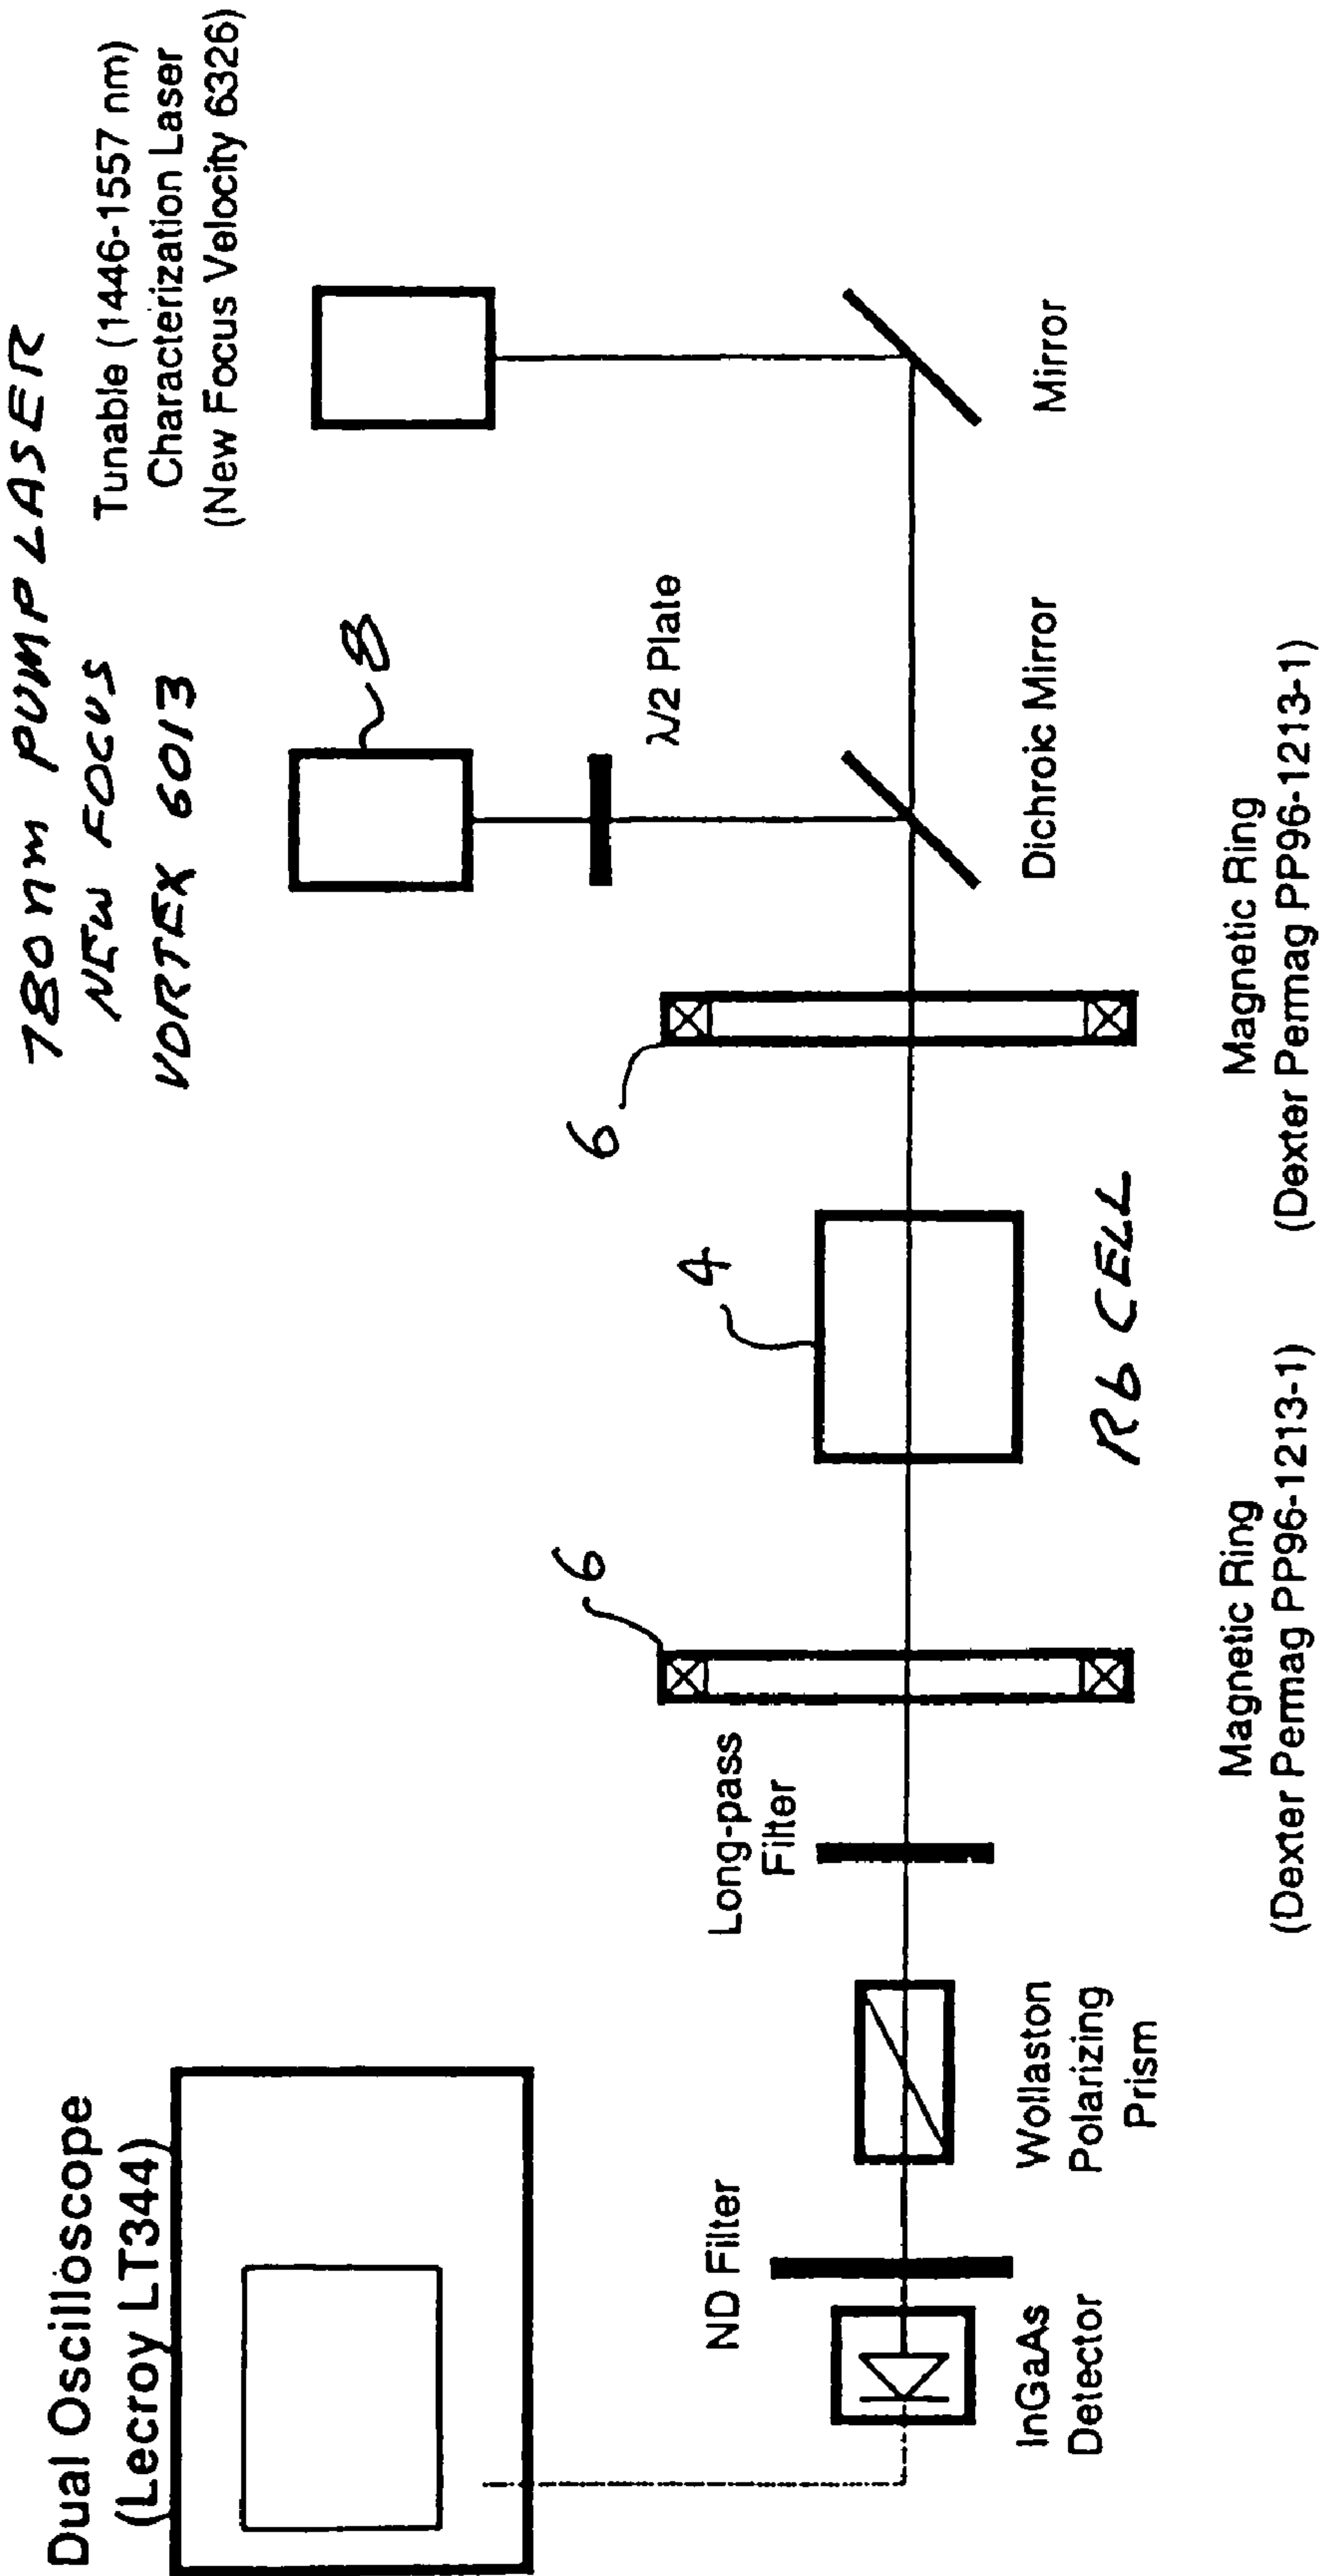 780nm PUMP LASER
NEW FOCUS
VORTEX 6013
Tunable (1446-1557 nm)
Characterization Laser
(New Focus Velocity 6326)
Dual Oscilloscope
(Lecroy LT344)
8
λ/2 Plate
6
4
6
Long-pass
Filter
ND Filter
InGaAs
Detector
Wollaston
Polarizing
Prism
Rb CELL
Dichroic Mirror
Mirror
Magnetic Ring
(Dexter Permag PP96-1213-1)
Magnetic Ring
(Dexter Permag PP96-1213-1)